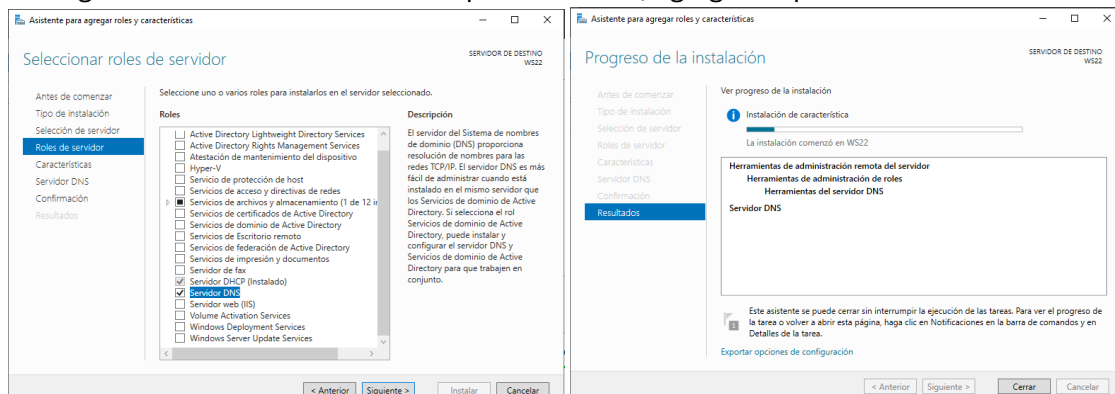 Asistente para agregar roles y características
Seleccionar roles de servidor
SERVIDOR DE DESTINO
WS22
Antes de comenzar
Tipo de instalación
Selección de servidor
Roles de servidor
Características
Servidor DNS
Confirmación
Resultados
Seleccione uno o varios roles para instalarlos en el servidor seleccionado.
Roles
Active Directory Lightweight Directory Services
Active Directory Rights Management Services
Atestación de mantenimiento del dispositivo
Hyper-V
Servicio de protección de host
Servicios de acceso y directivas de redes
Servicios de archivos y almacenamiento (1 de 12 in
Servicios de certificados de Active Directory
Servicios de dominio de Active Directory
Servicios de Escritorio remoto
Servicios de federación de Active Directory
Servicios de impresión y documentos
Servidor de fax
Servidor DHCP (Instalado)
Servidor DNS
Servidor web (IIS)
Volume Activation Services
Windows Deployment Services
Windows Server Update Services
Descripción
El servidor del Sistema de nombres
de dominio (DNS) proporciona
resolución de nombres para las
redes TCP/IP. El servidor DNS es más
fácil de administrar cuando está
instalado en el mismo servidor que
los Servicios de dominio de Active
Directory. Si selecciona el rol
Servicios de dominio de Active
Directory, puede instalar y
configurar el servidor DNS y
Servicios de dominio de Active
Directory para que trabajen en
conjunto.
< Anterior
Siguiente >
Instalar
Cancelar
Asistente para agregar roles y características
Progreso de la instalación
SERVIDOR DE DESTINO
WS22
Antes de comenzar
Tipo de instalación
Selección de servidor
Roles de servidor
Características
Servidor DNS
Confirmación
Resultados
Ver progreso de la instalación
Instalación de característica
La instalación comenzó en WS22
Herramientas de administración remota del servidor
Herramientas de administración de roles
Herramientas del servidor DNS
Servidor DNS
1
Este asistente se puede cerrar sin interrumpir la ejecución de las tareas. Para ver el progreso de
la tarea o volver a abrir esta página, haga clic en Notificaciones en la barra de comandos y en
Detalles de la tarea.
Exportar opciones de configuración
< Anterior
Siguiente >
Cerrar
Cancelar